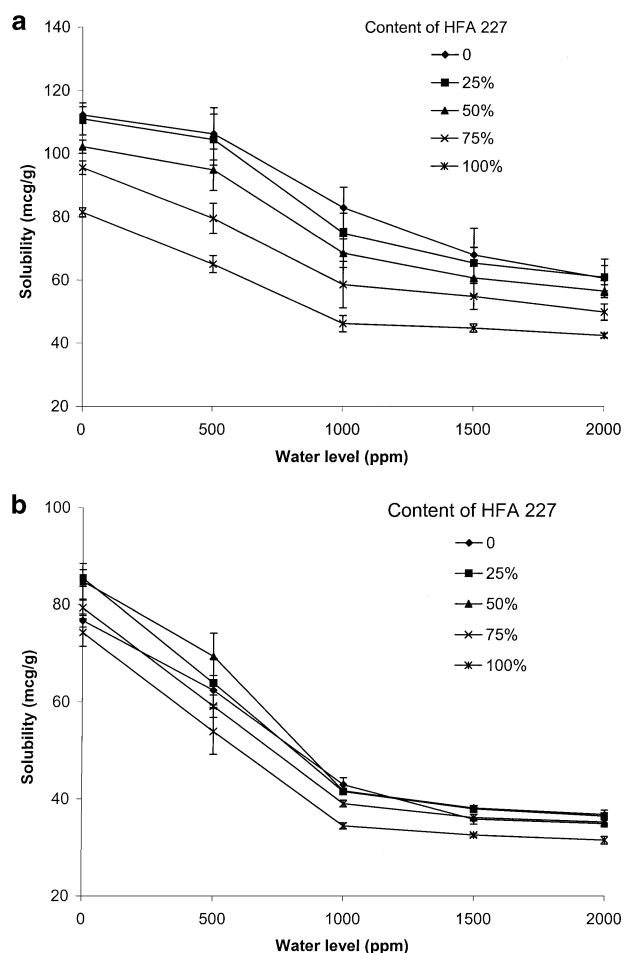 a
140
120
100
80
60
40
20
Solubility (mcg/g)
0 500 1000 1500 2000
Water level (ppm)
Content of HFA 227
0
25%
50%
75%
100%
b
100
80
60
40
20
Solubility (mcg/g)
0 500 1000 1500 2000
Water level (ppm)
Content of HFA 227
0
25%
50%
75%
100%